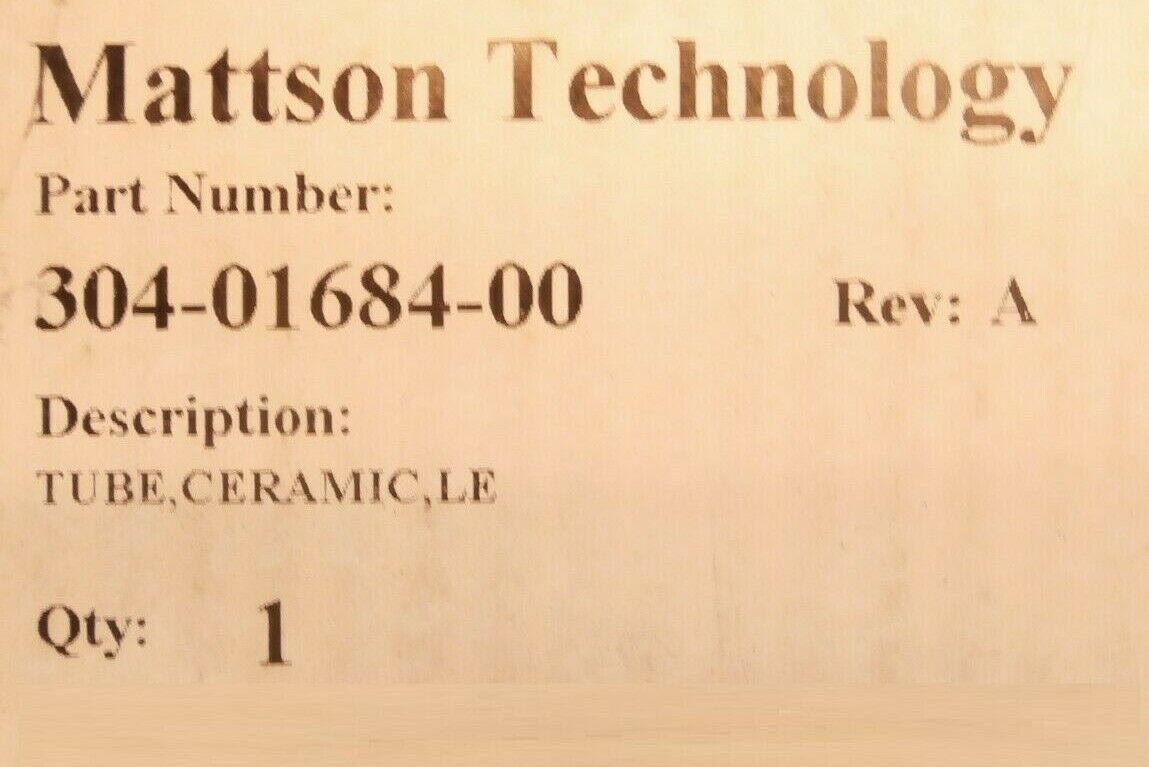 Mattson Technology
Part Number:
304-01684-00 Rev: A
Description:
TUBE,CERAMIC,LE
Qty: 1